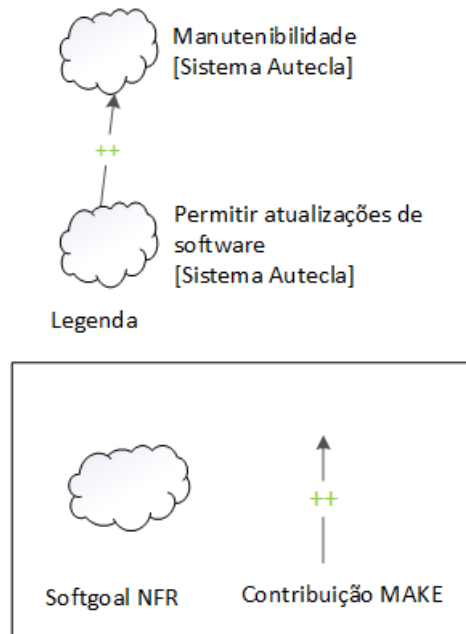 Manutenibilidade
[Sistema Autecla]
++
Permitir atualizações de
software
[Sistema Autecla]
Legenda
++
Softgoal NFR
Contribuição MAKE